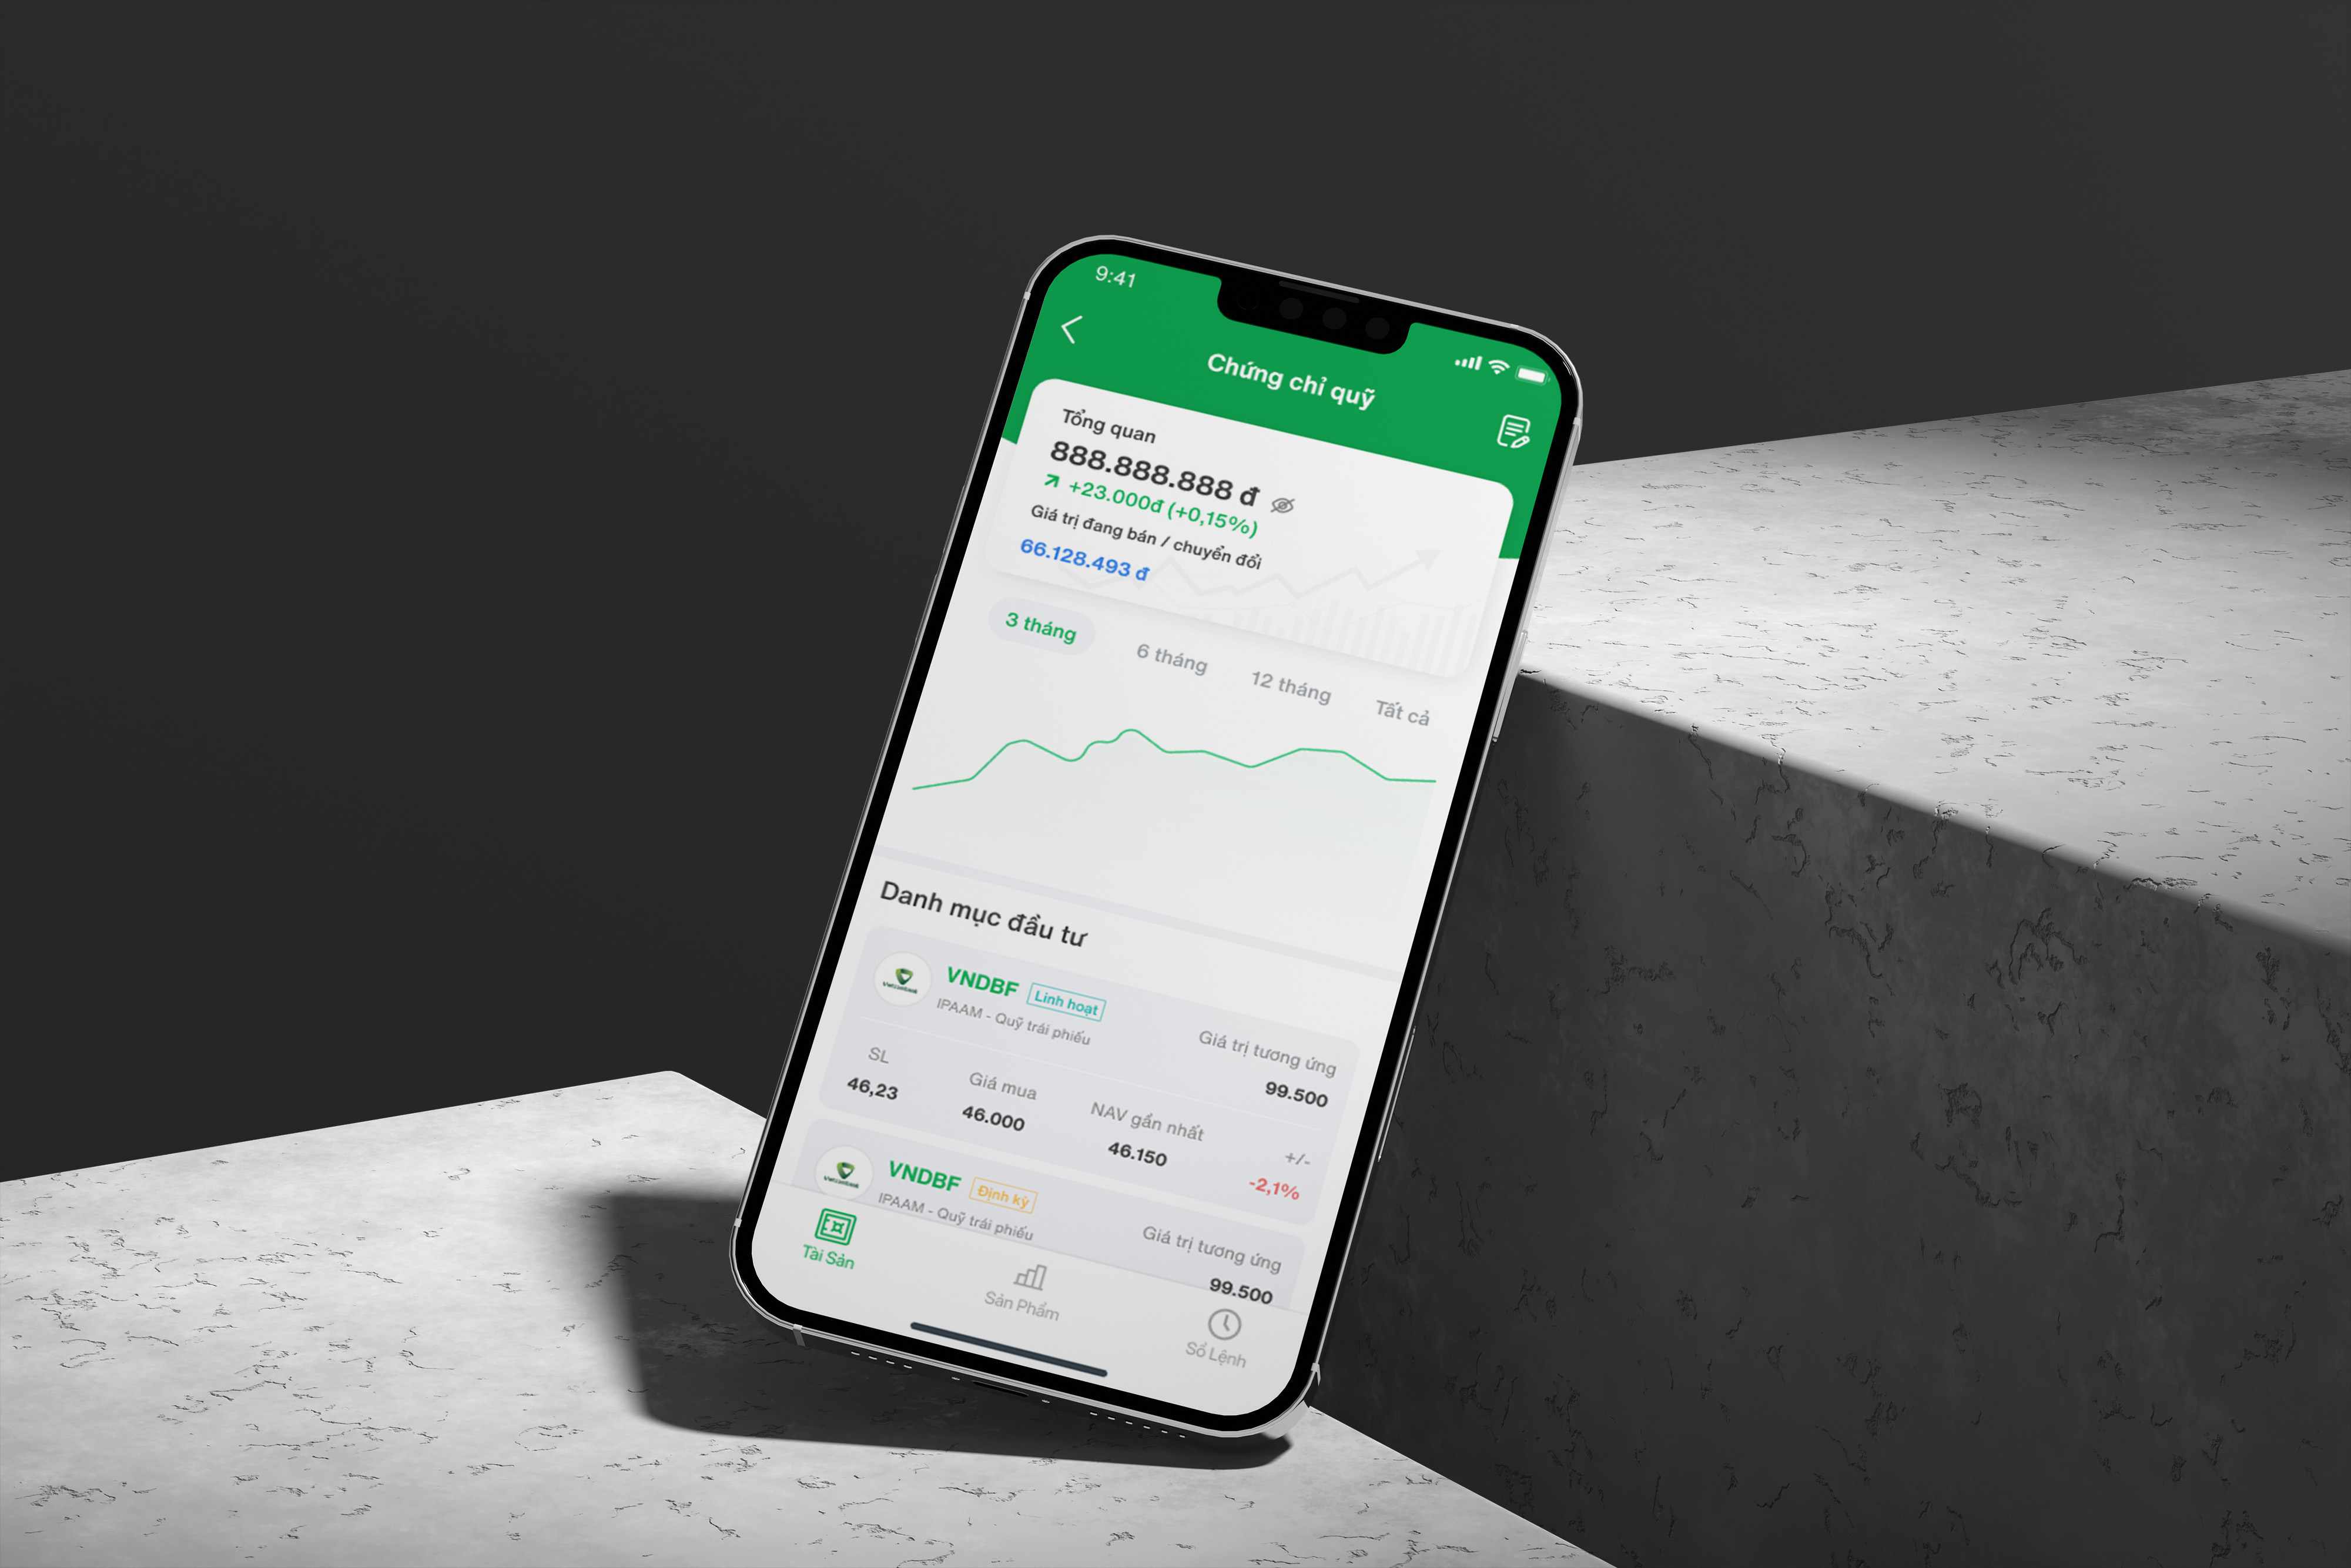 9:41
Chứng chỉ quỹ
Tổng quan
888.888.888 đ
+23.000đ (+0,15%)
Giá trị đang bán / chuyển đổi
66.128.493 đ
3 tháng 6 tháng 12 tháng Tất cả
Danh mục đầu tư
Vietcombank
VNDBF Linh hoạt
IPAAM - Quỹ trái phiếu
Giá trị tương ứng
99.500
SL Giá mua NAV gần nhất +/-
46,23 46.000 46.150 -2,1%
Vietcombank
VNDBF Định kỳ
IPAAM - Quỹ trái phiếu
Giá trị tương ứng
99.500
Tài Sản Sản Phẩm Sổ Lệnh